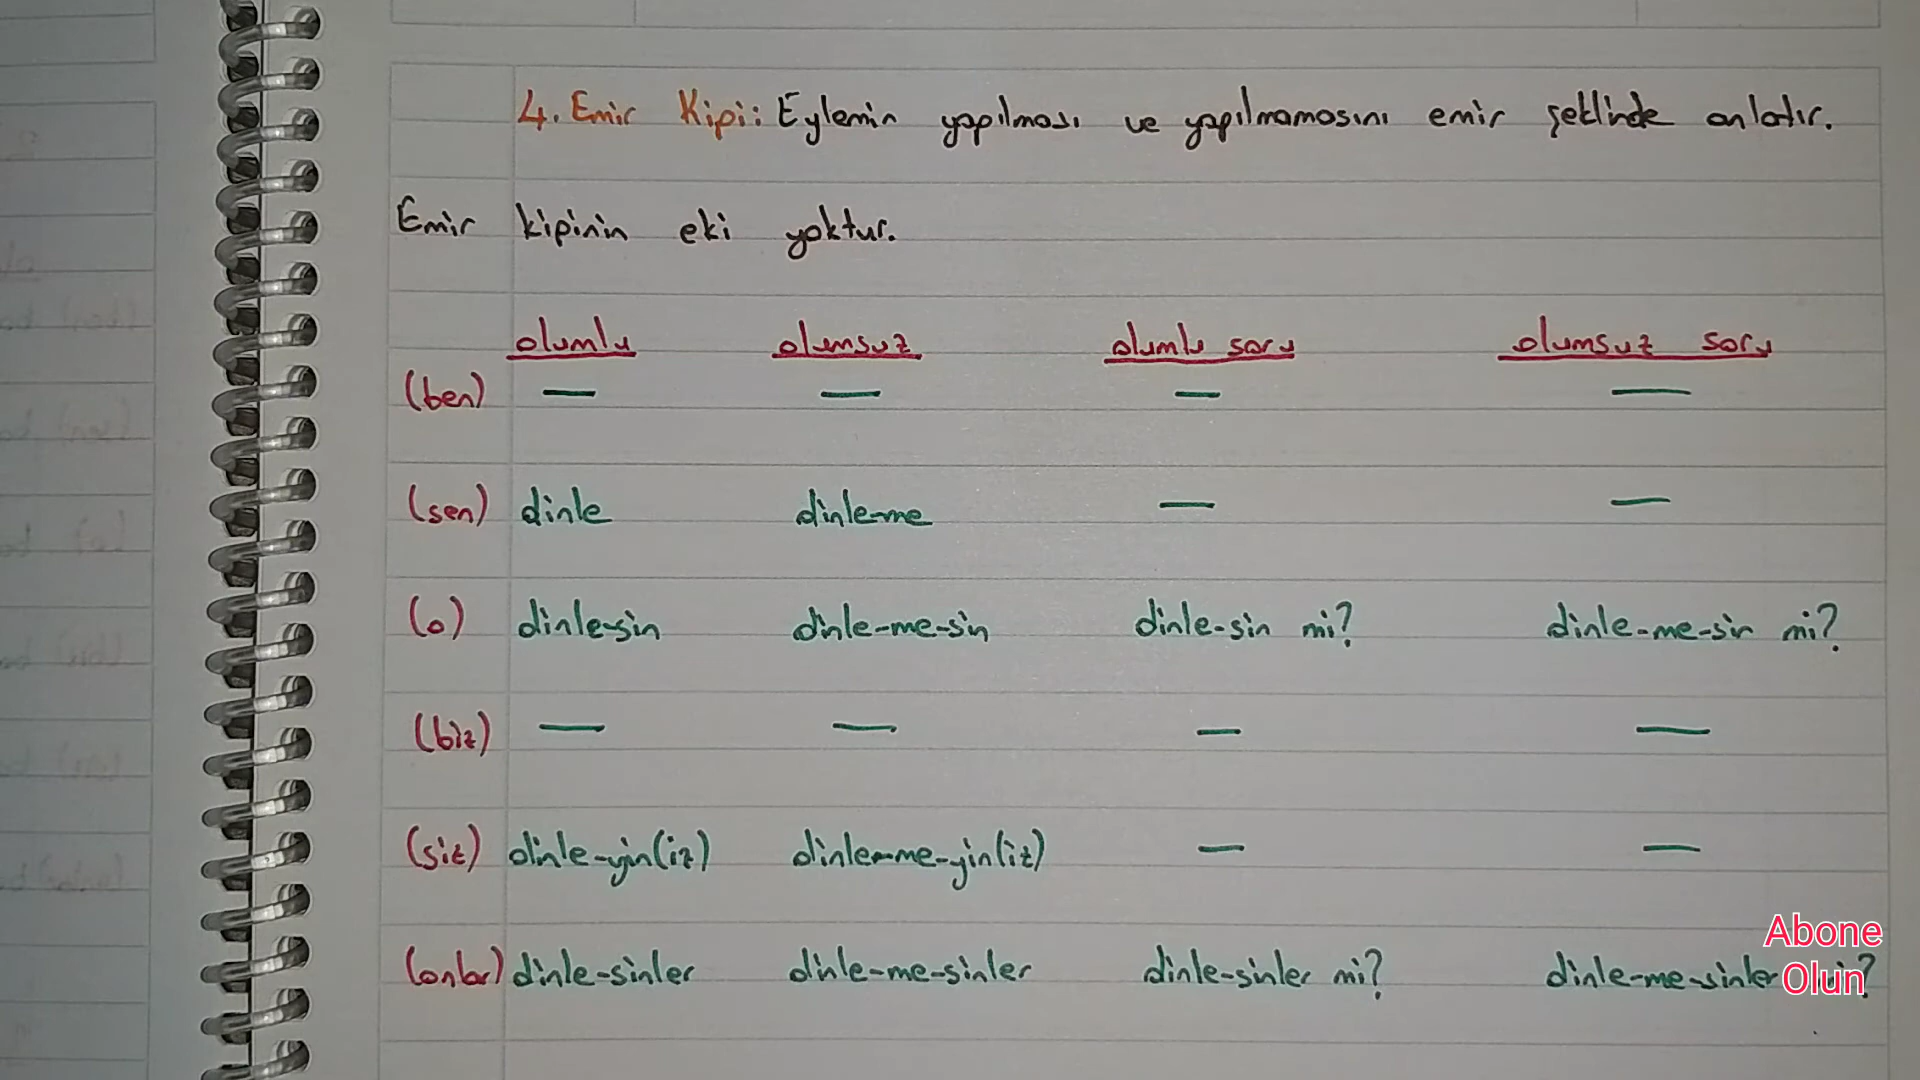 4. Emir Kipi: Eylemin yapılması ve yapılmamasını emir şeklinde anlatır.
Emir kipinin eki yoktur.
olumlu olumsuz olumlu soru olumsuz soru
(ben) — — — —
(sen) dinle dinle-me — —
(o) dinle-sin dinle-me-sin dinle-sin mi? dinle-me-sin mi?
(biz) — — — —
(siz) dinle-yin(iz) dinle-me-yin(iz) — —
(onlar) dinle-sinler dinle-me-sinler dinle-sinler mi? dinle-me-sinler mi?
Abone
Olun